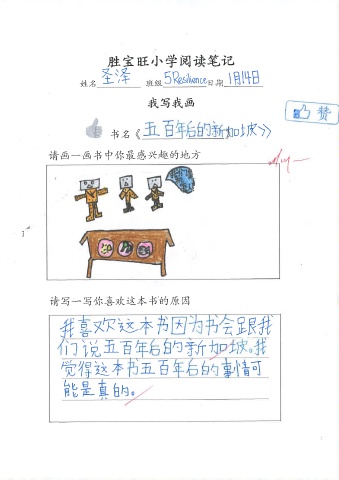 胜宝旺小学阅读笔记
姓名 圣泽 班级 5 Resilience 日期 1月14日
我写我画
赞
书名《五百年后的新加坡》
请画一画书中你最感兴趣的地方
请写一写你喜欢这本书的原因
我喜欢这本书因为书会跟我
们说五百年后的新加坡。我
觉得这本书五百年后的事情可
能是真的。